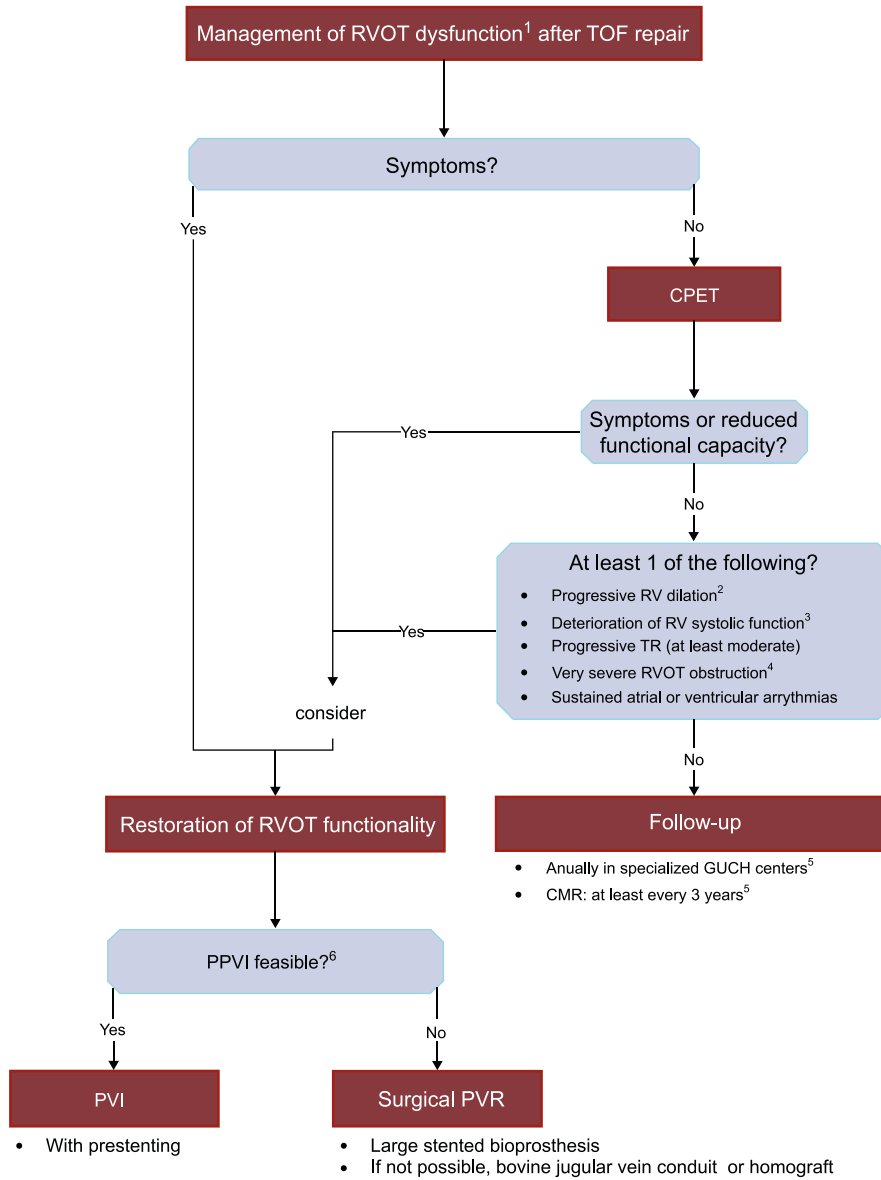 Management of RVOT dysfunction1 after TOF repair
Symptoms?
Yes
No
CPET
Symptoms or reduced
functional capacity?
Yes
No
At least 1 of the following?
• Progressive RV dilation2
• Deterioration of RV systolic function3
• Progressive TR (at least moderate)
• Very severe RVOT obstruction4
• Sustained atrial or ventricular arrythmias
Yes
consider
No
Restoration of RVOT functionality
Follow-up
• Anually in specialized GUCH centers5
• CMR: at least every 3 years5
PPVI feasible?6
Yes
No
PVI
Surgical PVR
• With prestenting
• Large stented bioprosthesis
• If not possible, bovine jugular vein conduit or homograft